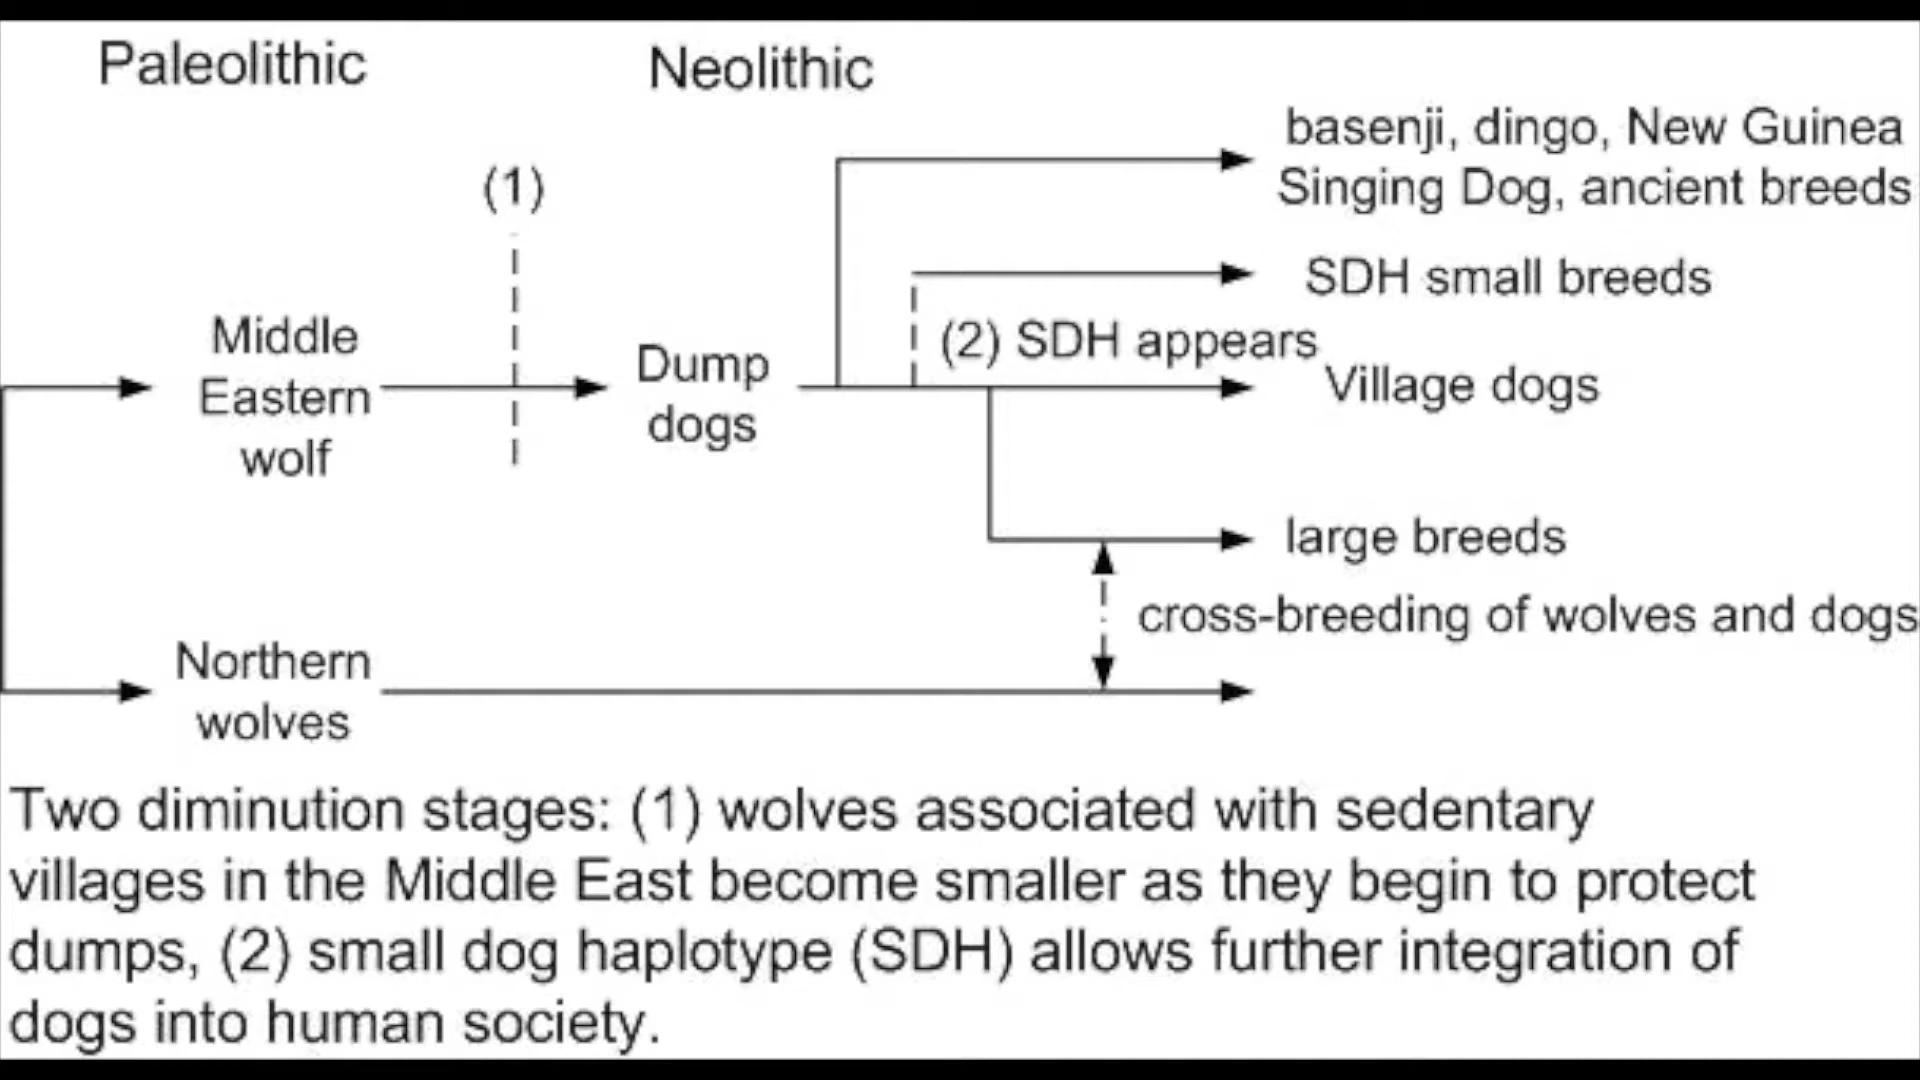 Paleolithic
Neolithic
basenji, dingo, New Guinea
Singing Dog, ancient breeds
(1)
SDH small breeds
(2) SDH appears
Middle
Eastern
wolf
Dump
dogs
Village dogs
large breeds
cross-breeding of wolves and dogs
Northern
wolves
Two diminution stages: (1) wolves associated with sedentary
villages in the Middle East become smaller as they begin to protect
dumps, (2) small dog haplotype (SDH) allows further integration of
dogs into human society.